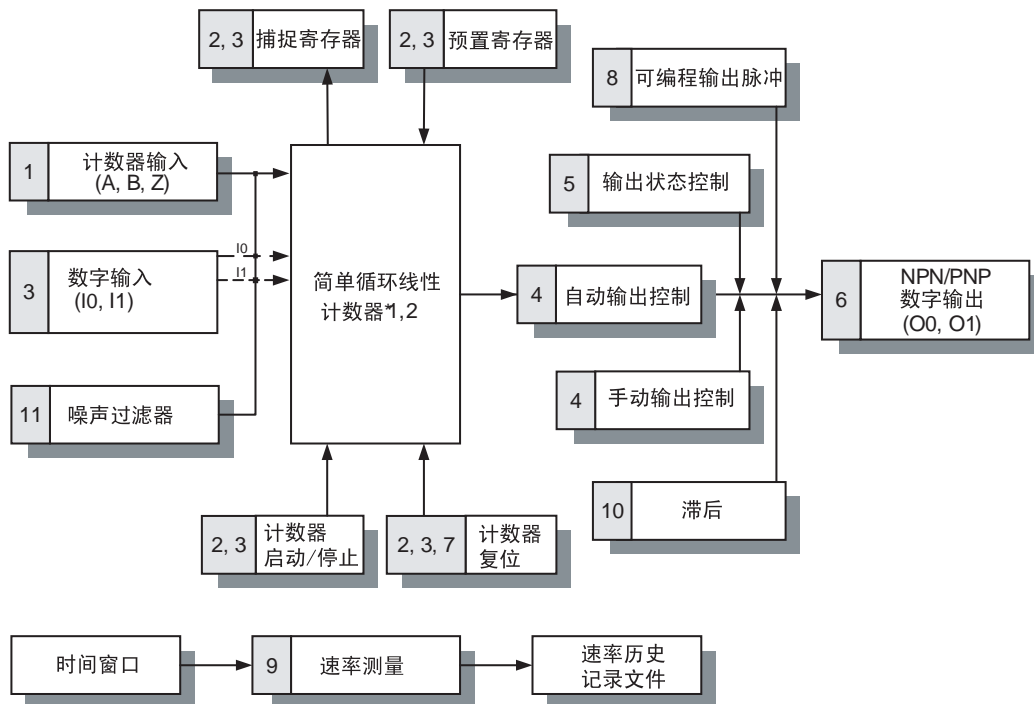 2, 3 捕捉寄存器
2, 3 预置寄存器
8 可编程输出脉冲
1 计数器输入
(A, B, Z)
5 输出状态控制
3 数字输入
(I0, I1)
I0
I1
简单循环线性
计数器*1,2
4 自动输出控制
6 NPN/PNP
数字输出
(O0, O1)
11 噪声过滤器
4 手动输出控制
2, 3 计数器
启动/停止
2, 3, 7 计数器
复位
10 滞后
时间窗口
9 速率测量
速率历史
记录文件